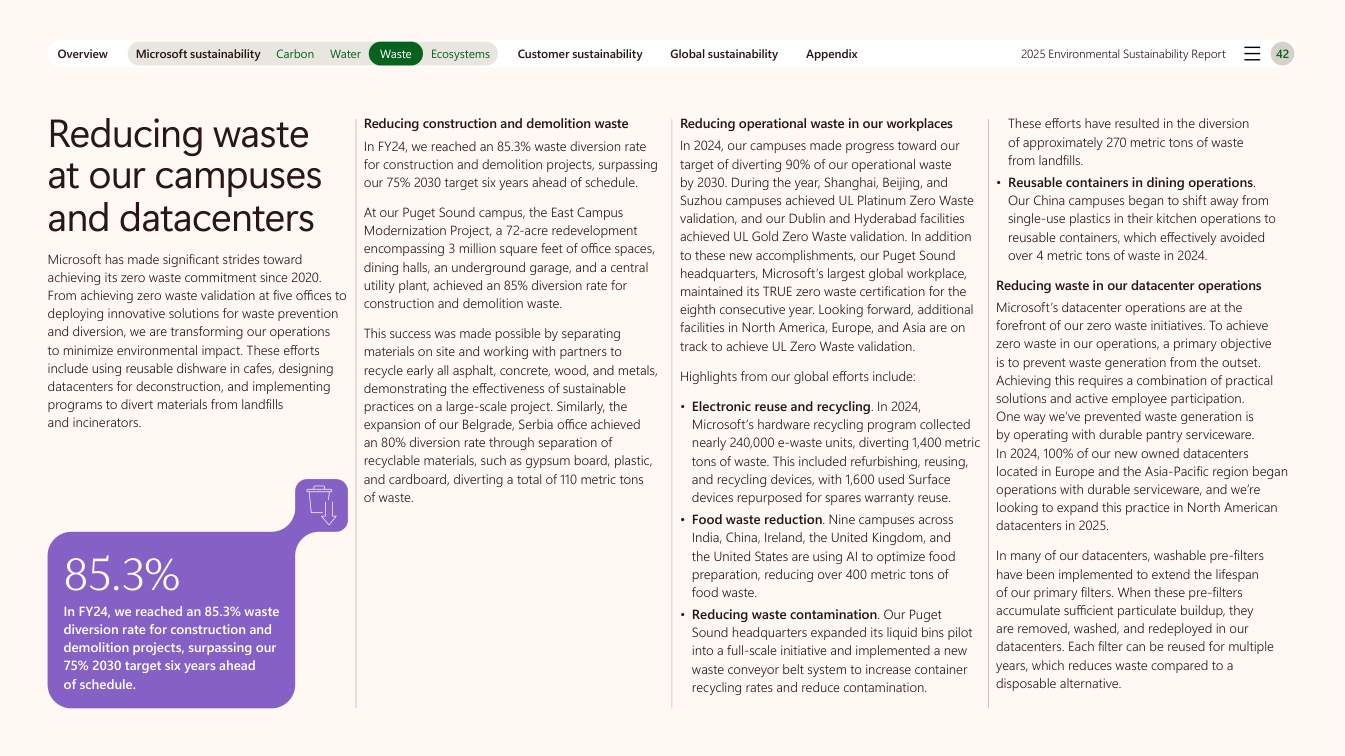 Overview
Microsoft sustainability
Carbon
Water
Waste
Ecosystems
Customer sustainability
Global sustainability
Appendix
2025 Environmental Sustainability Report
42
Reducing waste
at our campuses
and datacenters
Microsoft has made significant strides toward
achieving its zero waste commitment since 2020.
From achieving zero waste validation at five offices to
deploying innovative solutions for waste prevention
and diversion, we are transforming our operations
to minimize environmental impact. These efforts
include using reusable dishware in cafes, designing
datacenters for deconstruction, and implementing
programs to divert materials from landfills
and incinerators.
85.3%
In FY24, we reached an 85.3% waste
diversion rate for construction and
demolition projects, surpassing our
75% 2030 target six years ahead
of schedule.
Reducing construction and demolition waste
In FY24, we reached an 85.3% waste diversion rate
for construction and demolition projects, surpassing
our 75% 2030 target six years ahead of schedule.
At our Puget Sound campus, the East Campus
Modernization Project, a 72-acre redevelopment
encompassing 3 million square feet of office spaces,
dining halls, an underground garage, and a central
utility plant, achieved an 85% diversion rate for
construction and demolition waste.
This success was made possible by separating
materials on site and working with partners to
recycle early all asphalt, concrete, wood, and metals,
demonstrating the effectiveness of sustainable
practices on a large-scale project. Similarly, the
expansion of our Belgrade, Serbia office achieved
an 80% diversion rate through separation of
recyclable materials, such as gypsum board, plastic,
and cardboard, diverting a total of 110 metric tons
of waste.
Reducing operational waste in our workplaces
In 2024, our campuses made progress toward our
target of diverting 90% of our operational waste
by 2030. During the year, Shanghai, Beijing, and
Suzhou campuses achieved UL Platinum Zero Waste
validation, and our Dublin and Hyderabad facilities
achieved UL Gold Zero Waste validation. In addition
to these new accomplishments, our Puget Sound
headquarters, Microsoft's largest global workplace,
maintained its TRUE zero waste certification for the
eighth consecutive year. Looking forward, additional
facilities in North America, Europe, and Asia are on
track to achieve UL Zero Waste validation.
Highlights from our global efforts include:
• Electronic reuse and recycling. In 2024,
Microsoft's hardware recycling program collected
nearly 240,000 e-waste units, diverting 1,400 metric
tons of waste. This included refurbishing, reusing,
and recycling devices, with 1,600 used Surface
devices repurposed for spares warranty reuse.
• Food waste reduction. Nine campuses across
India, China, Ireland, the United Kingdom, and
the United States are using AI to optimize food
preparation, reducing over 400 metric tons of
food waste.
• Reducing waste contamination. Our Puget
Sound headquarters expanded its liquid bins pilot
into a full-scale initiative and implemented a new
waste conveyor belt system to increase container
recycling rates and reduce contamination.
These efforts have resulted in the diversion
of approximately 270 metric tons of waste
from landfills.
• Reusable containers in dining operations.
Our China campuses began to shift away from
single-use plastics in their kitchen operations to
reusable containers, which effectively avoided
over 4 metric tons of waste in 2024.
Reducing waste in our datacenter operations
Microsoft's datacenter operations are at the
forefront of our zero waste initiatives. To achieve
zero waste in our operations, a primary objective
is to prevent waste generation from the outset.
Achieving this requires a combination of practical
solutions and active employee participation.
One way we've prevented waste generation is
by operating with durable pantry serviceware.
In 2024, 100% of our new owned datacenters
located in Europe and the Asia-Pacific region began
operations with durable serviceware, and we're
looking to expand this practice in North American
datacenters in 2025.
In many of our datacenters, washable pre-filters
have been implemented to extend the lifespan
of our primary filters. When these pre-filters
accumulate sufficient particulate buildup, they
are removed, washed, and redeployed in our
datacenters. Each filter can be reused for multiple
years, which reduces waste compared to a
disposable alternative.